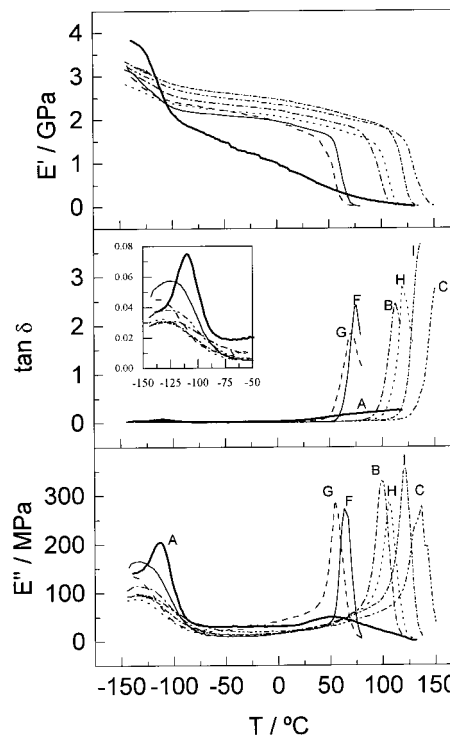 4
3
2
1
0
E' / GPa
0.08
0.06
0.04
0.02
0.00
-150 -125 -100 -75 -50
3
2
1
0
tan δ
G
F
B
H
I
C
A
300
200
100
0
E'' / MPa
A
G
F
B
H
I
C
-150 -100 -50 0 50 100 150
T / ºC